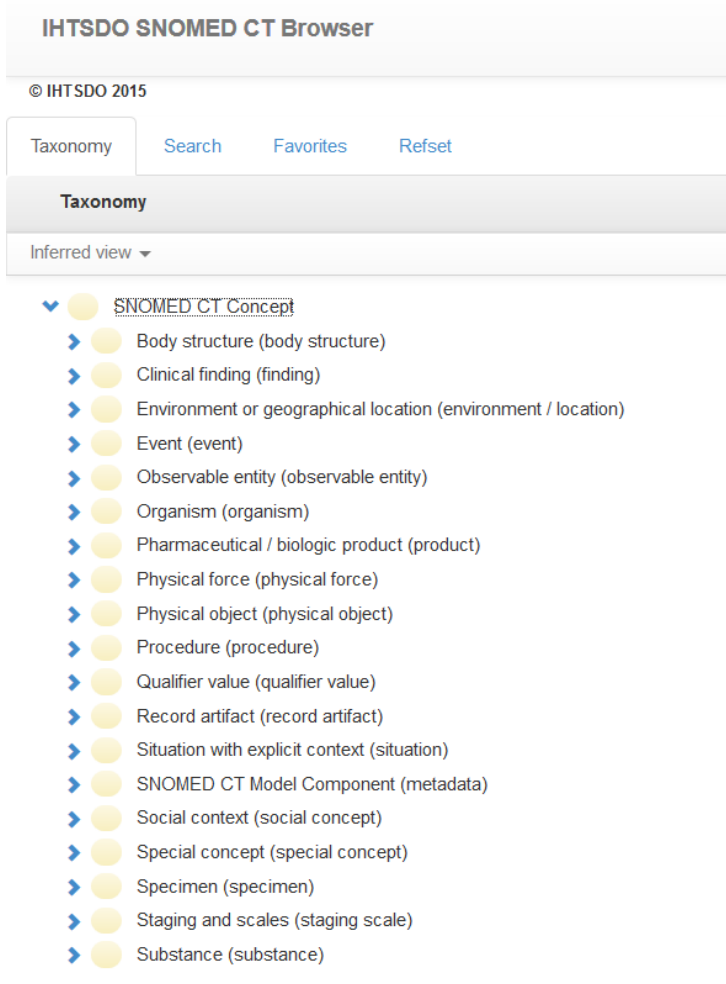 IHTSDO SNOMED CT Browser
© IHTSDO 2015
Taxonomy Search Favorites Refset
Taxonomy
Inferred view
SNOMED CT Concept
Body structure (body structure)
Clinical finding (finding)
Environment or geographical location (environment / location)
Event (event)
Observable entity (observable entity)
Organism (organism)
Pharmaceutical / biologic product (product)
Physical force (physical force)
Physical object (physical object)
Procedure (procedure)
Qualifier value (qualifier value)
Record artifact (record artifact)
Situation with explicit context (situation)
SNOMED CT Model Component (metadata)
Social context (social concept)
Special concept (special concept)
Specimen (specimen)
Staging and scales (staging scale)
Substance (substance)